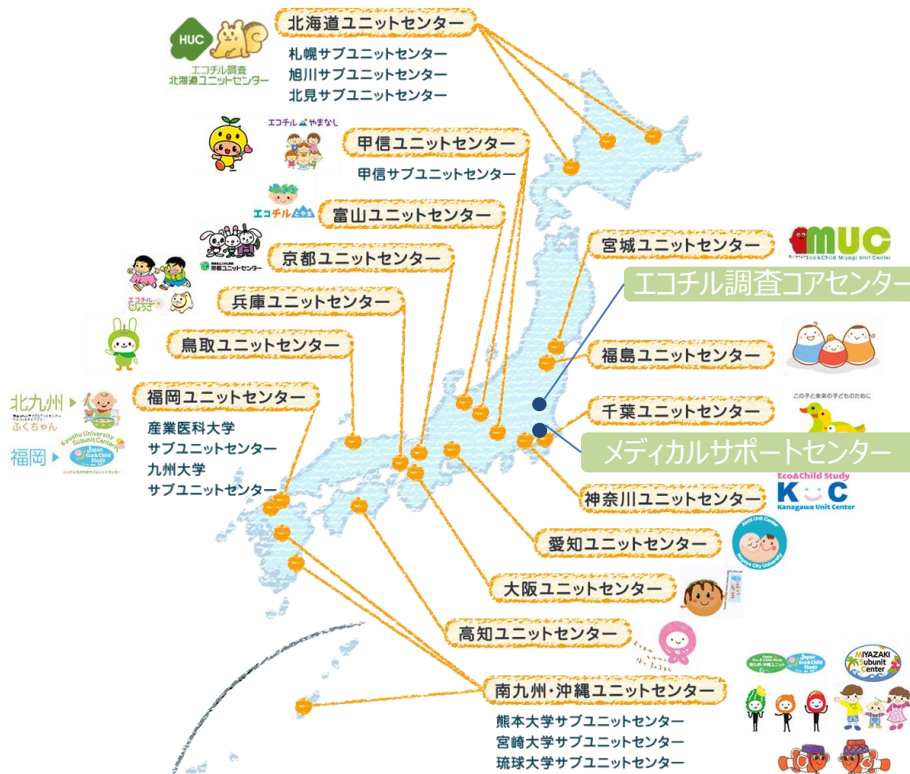 HUC
エコチル調査
北海道ユニットセンター
北海道ユニットセンター
札幌サブユニットセンター
旭川サブユニットセンター
北見サブユニットセンター
エコチルやまなし
甲信ユニットセンター
甲信サブユニットセンター
エコチルとやま
富山ユニットセンター
京都ユニットセンター
京都ユニットセンター
エコチル
ひょうご
兵庫ユニットセンター
鳥取ユニットセンター
北九州
ふくちゃん
福岡
Kyushu University
Subunit Center
Japan
Eco & Child
Study
福岡ユニットセンター
産業医科大学
サブユニットセンター
九州大学
サブユニットセンター
宮城ユニットセンター
MUC
Eco&Child Miyagi Unit Center
エコチル調査コアセンター
福島ユニットセンター
この子と未来の子どものために
千葉ユニットセンター
メディカルサポートセンター
神奈川ユニットセンター
Eco&Child Study
KUC
Kanagawa Unit Center
愛知ユニットセンター
Aichi Unit Center
Nagoya City University
大阪ユニットセンター
高知ユニットセンター
南九州・沖縄ユニットセンター
熊本大学サブユニットセンター
宮崎大学サブユニットセンター
琉球大学サブユニットセンター
Japan
Eco&Child
Study
MIYAZAKI
Subunit
Center